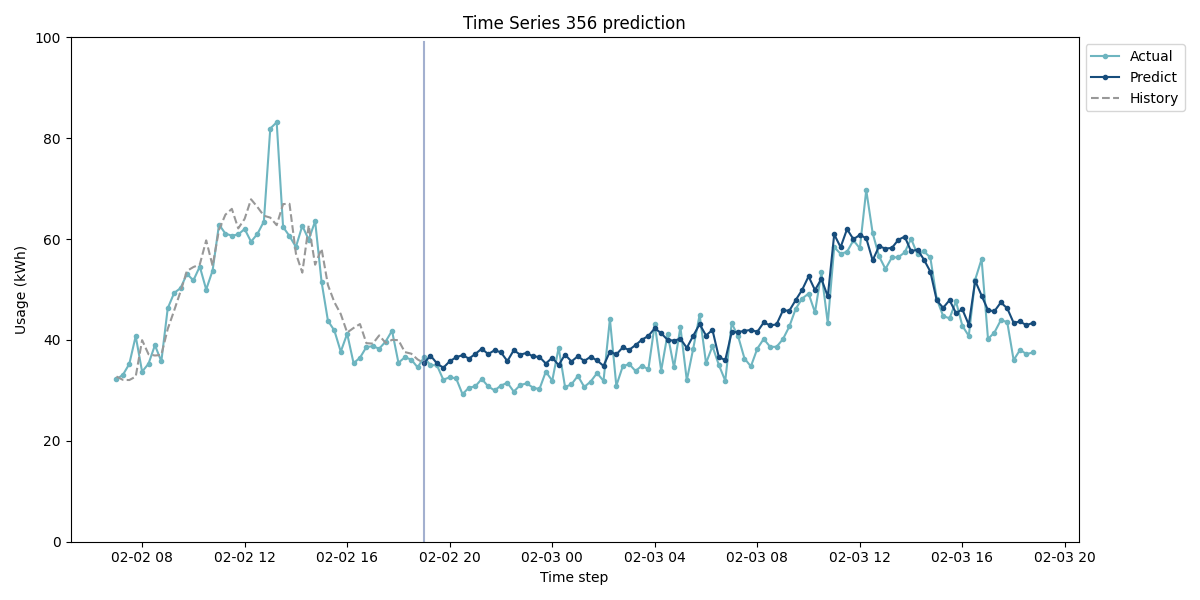 Time Series 356 prediction
100
80
60
40
20
0
Usage (kWh)
02-02 08 02-02 12 02-02 16 02-02 20 02-03 00 02-03 04 02-03 08 02-03 12 02-03 16 02-03 20
Time step
Actual
Predict
History